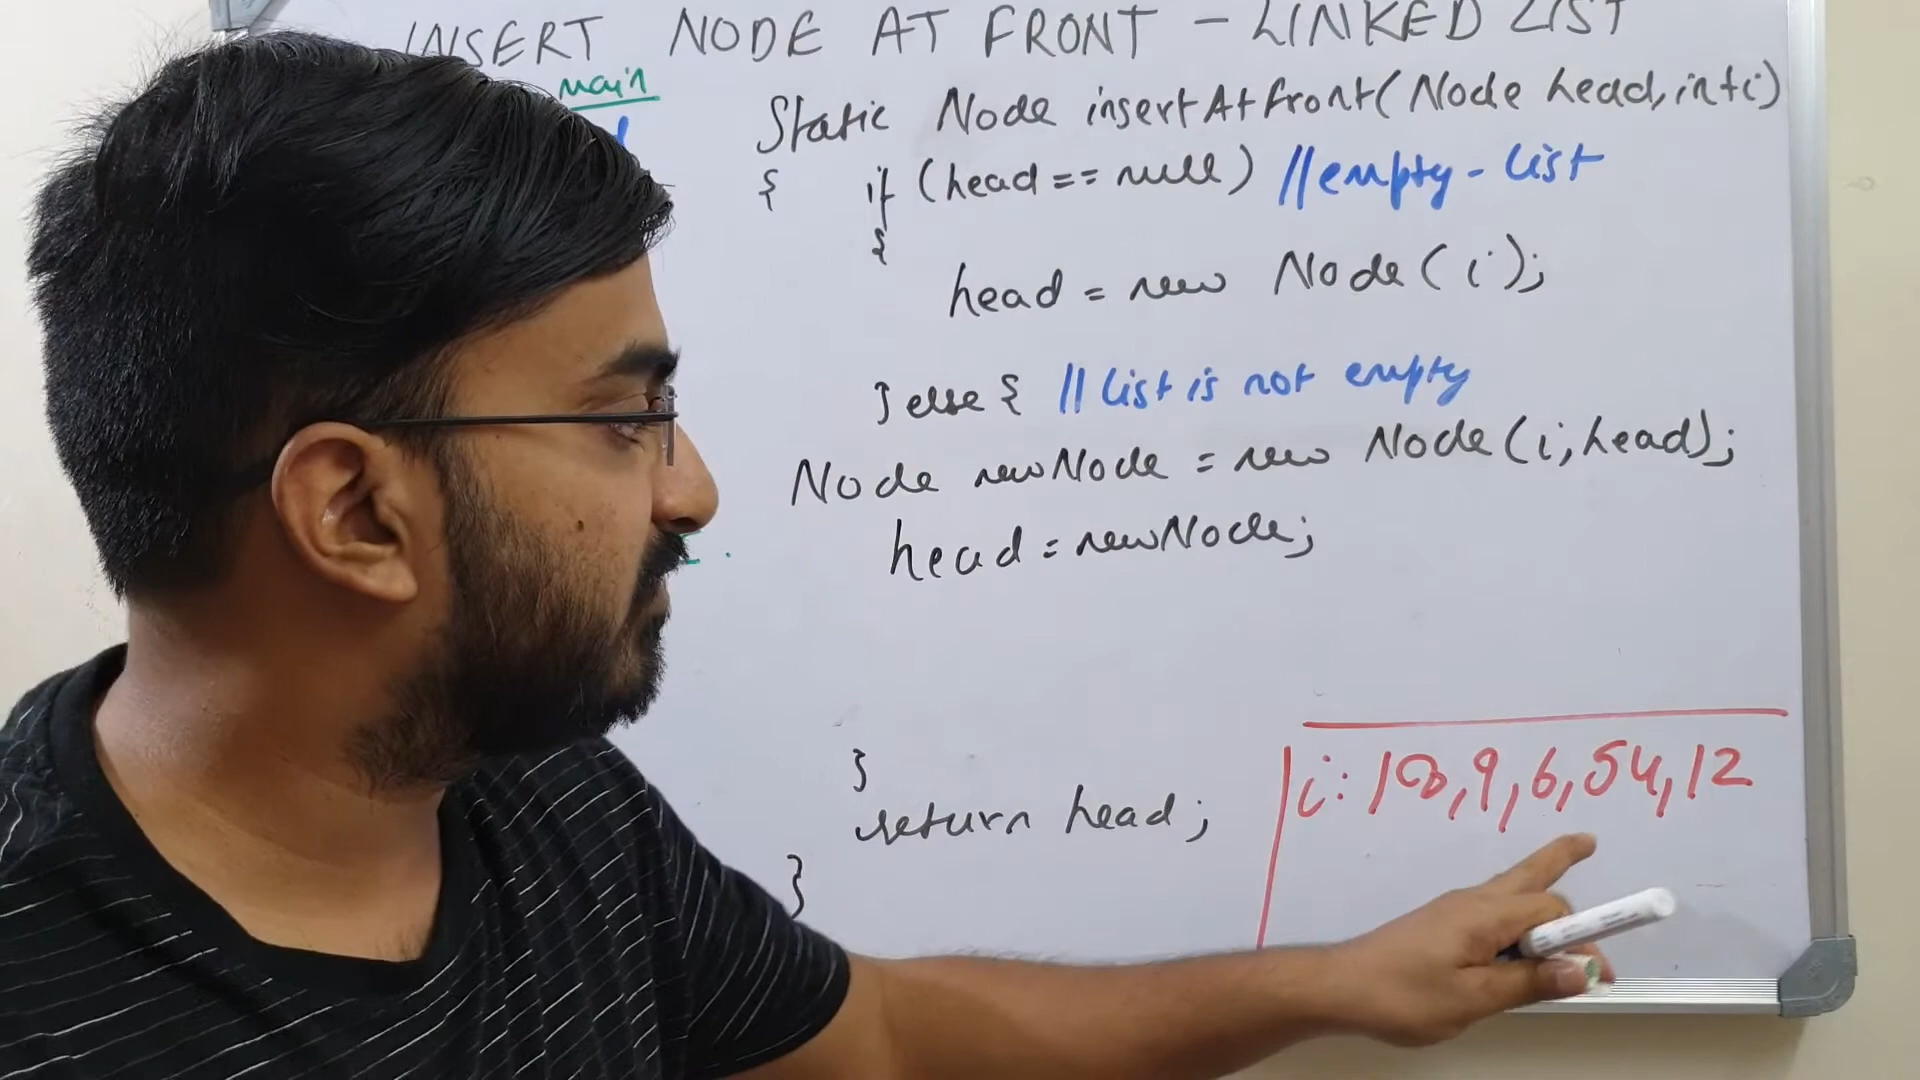 INSERT NODE AT FRONT - LINKED LIST
main
Static Node insertAtFront(Node head, int i)
{ if (head == null) //empty-list
{
head = new Node(i);
} else { // List is not empty
Node newNode = new Node(i, head);
head = newNode;
}
return head;
}
i: 10, 9, 6, 54, 12